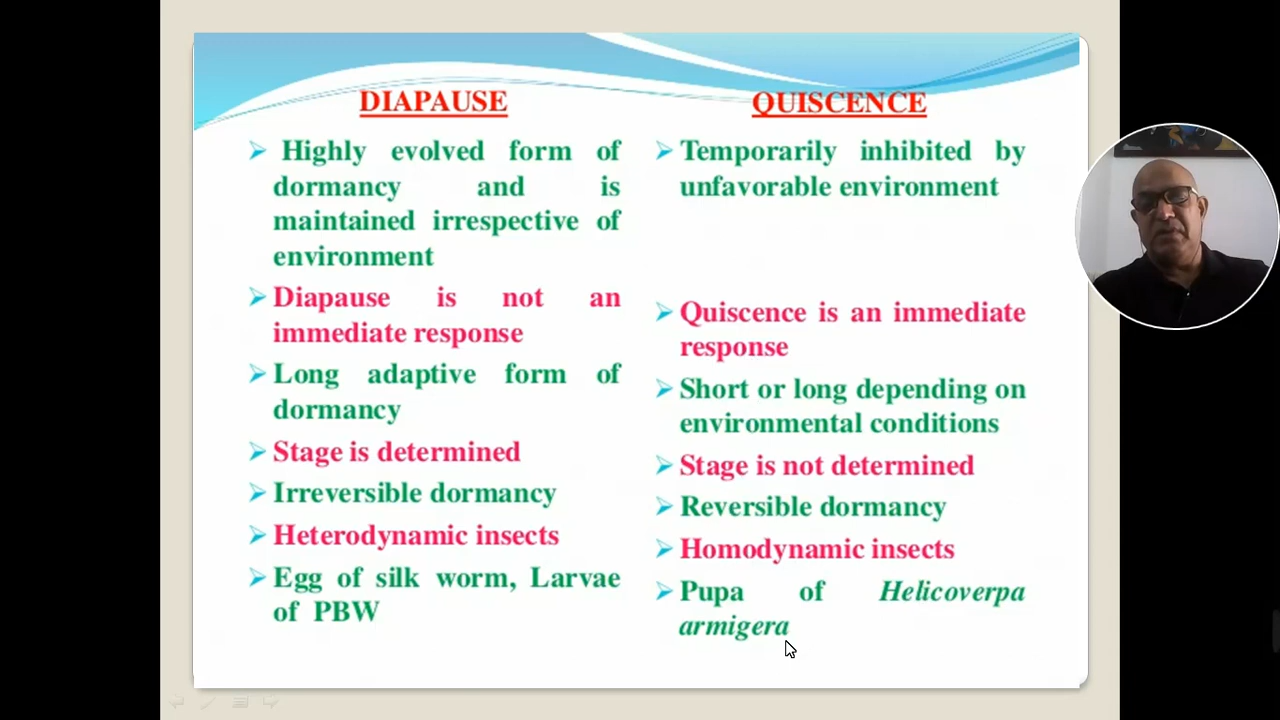 DIAPAUSE
Highly evolved form of
dormancy and is
maintained irrespective of
environment
Diapause is not an
immediate response
Long adaptive form of
dormancy
Stage is determined
Irreversible dormancy
Heterodynamic insects
Egg of silk worm, Larvae
of PBW
QUISCENCE
Temporarily inhibited by
unfavorable environment
Quiscence is an immediate
response
Short or long depending on
environmental conditions
Stage is not determined
Reversible dormancy
Homodynamic insects
Pupa of Helicoverpa
armigera